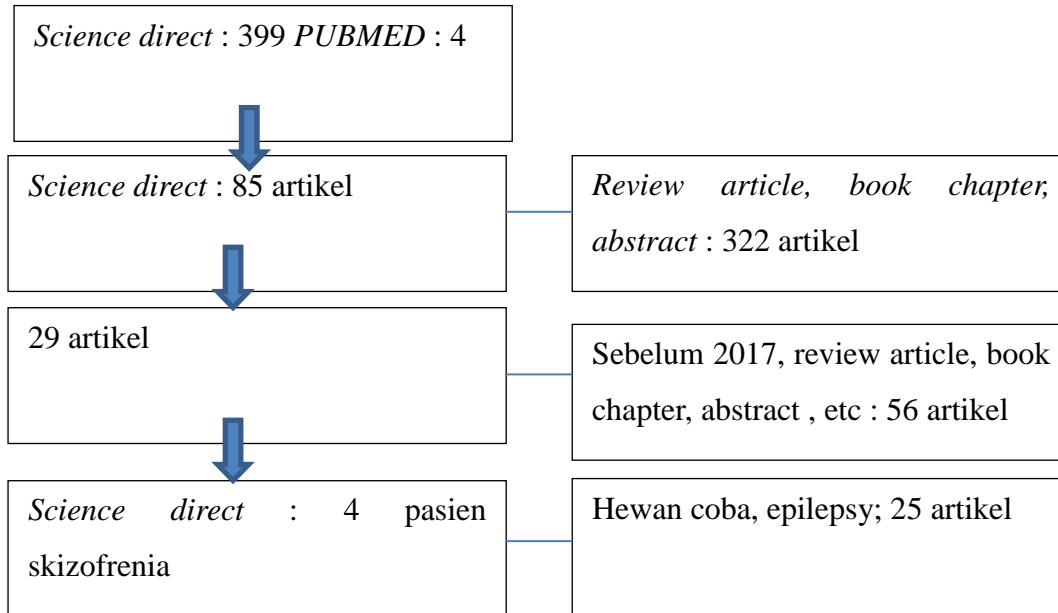 Science direct : 399 PUBMED : 4
Science direct : 85 artikel
Review article, book chapter,
abstract : 322 artikel
29 artikel
Sebelum 2017, review article, book
chapter, abstract , etc : 56 artikel
Science direct : 4 pasien
skizofrenia
Hewan coba, epilepsy; 25 artikel